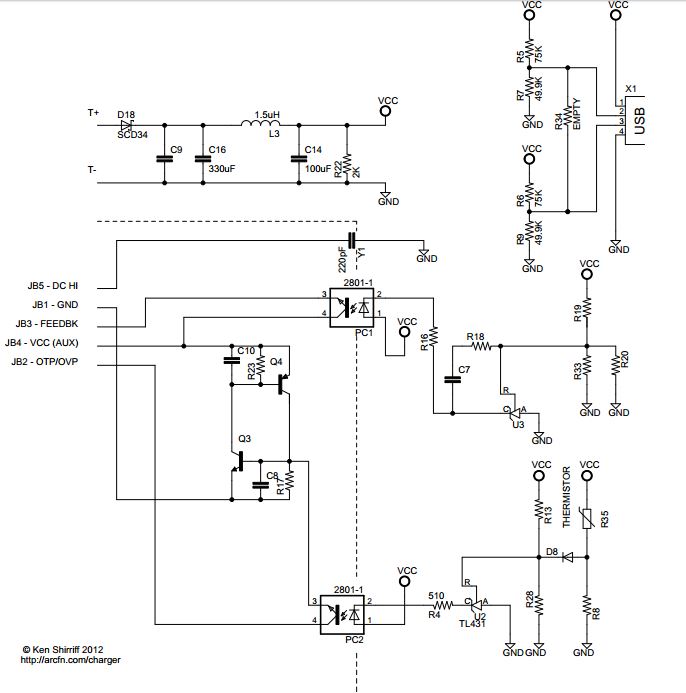 VCC
VCC
R5
75K
X1
1
2
3
4
USB
R7
49.9K
R34
EMPTY
GND
VCC
R6
75K
R9
49.9K
GND
GND
T+
D18
SCD34
1.5uH
L3
VCC
C9
C16
330uF
C14
100uF
R22
2K
T-
GND
220pF
Y1
GND
JB5 - DC HI
JB1 - GND
JB3 - FEEDBK
JB4 - VCC (AUX)
JB2 - OTP/OVP
2801-1
3
2
4
1
PC1
VCC
R16
VCC
R19
R18
C7
R33
R20
R
C
A
U3
GND
GND
GND
C10
R23
Q4
Q3
C8
R17
VCC
VCC
THERMISTOR
R13
R35
D8
2801-1
3
2
4
1
PC2
VCC
510
R4
R
C
A
U2
TL431
R28
R8
GND
GND
GND
© Ken Shirriff 2012
http://arcfn.com/charger